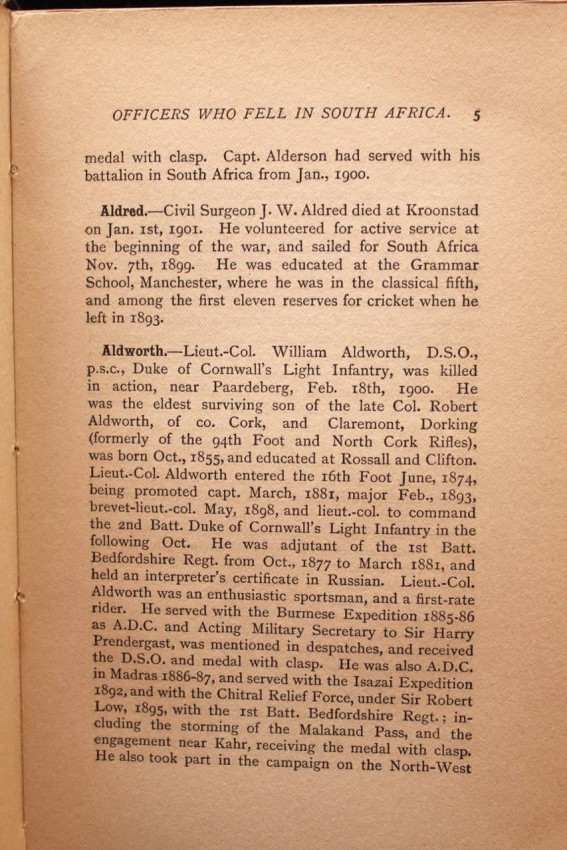 OFFICERS WHO FELL IN SOUTH AFRICA. 5
medal with clasp. Capt. Alderson had served with his
battalion in South Africa from Jan., 1900.
Aldred.—Civil Surgeon J. W. Aldred died at Kroonstad
on Jan. 1st, 1901. He volunteered for active service at
the beginning of the war, and sailed for South Africa
Nov. 7th, 1899. He was educated at the Grammar
School, Manchester, where he was in the classical fifth,
and among the first eleven reserves for cricket when he
left in 1893.
Aldworth.—Lieut.-Col. William Aldworth, D.S.O.,
p.s.c., Duke of Cornwall's Light Infantry, was killed
in action, near Paardeberg, Feb. 18th, 1900. He
was the eldest surviving son of the late Col. Robert
Aldworth, of co. Cork, and Claremont, Dorking
(formerly of the 94th Foot and North Cork Rifles),
was born Oct., 1855, and educated at Rossall and Clifton.
Lieut.-Col. Aldworth entered the 16th Foot June, 1874,
being promoted capt. March, 1881, major Feb., 1893,
brevet-lieut.-col. May, 1898, and lieut.-col. to command
the 2nd Batt. Duke of Cornwall's Light Infantry in the
following Oct. He was adjutant of the 1st Batt.
Bedfordshire Regt. from Oct., 1877 to March 1881, and
held an interpreter's certificate in Russian. Lieut.-Col.
Aldworth was an enthusiastic sportsman, and a first-rate
rider. He served with the Burmese Expedition 1885-86
as A.D.C. and Acting Military Secretary to Sir Harry
Prendergast, was mentioned in despatches, and received
the D.S.O. and medal with clasp. He was also A.D.C.
in Madras 1886-87, and served with the Isazai Expedition
1892, and with the Chitral Relief Force, under Sir Robert
Low, 1895, with the 1st Batt. Bedfordshire Regt.; in-
cluding the storming of the Malakand Pass, and the
engagement near Kahr, receiving the medal with clasp.
He also took part in the campaign on the North-West